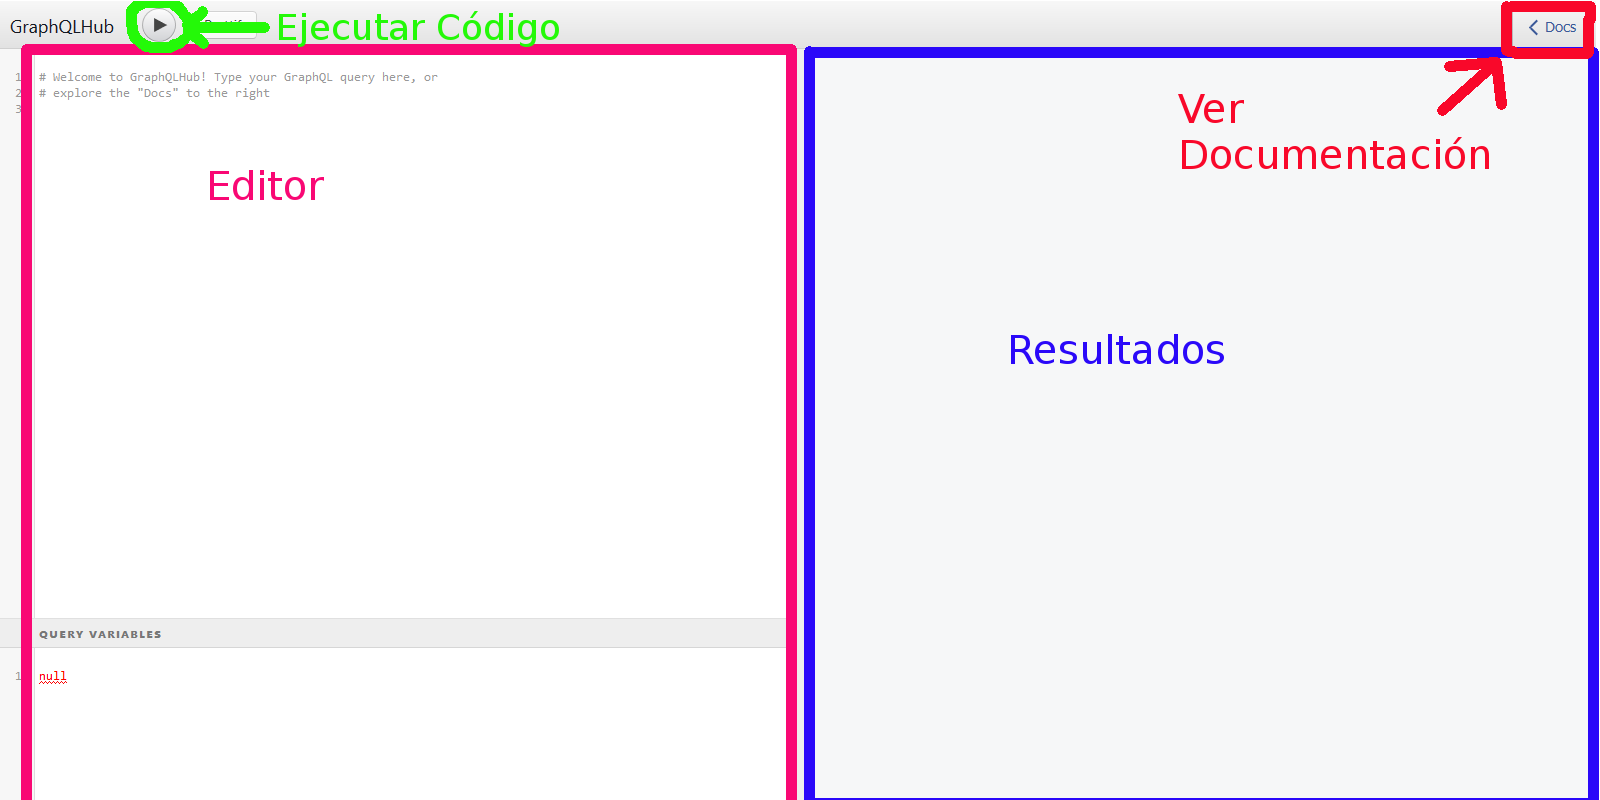 GraphQLHub
Ejecutar Código
Docs
1 # Welcome to GraphQLHub! Type your GraphQL query here, or
2 # explore the "Docs" to the right
3
Ver
Documentación
Editor
Resultados
QUERY VARIABLES
1 null